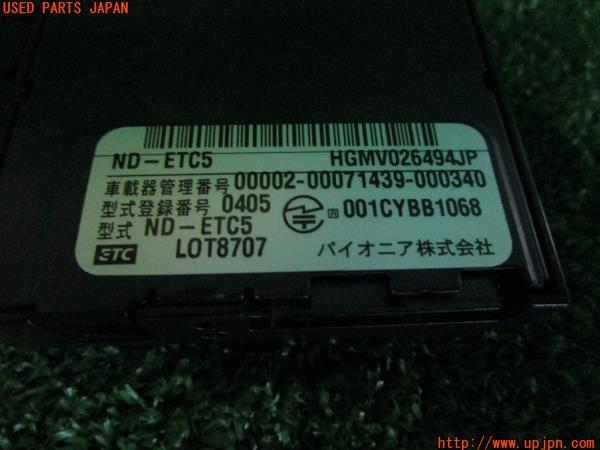 USED PARTS JAPAN
ND-ETC5 HGMV026494JP
車載器管理番号 00002-00071439-000340
型式登録番号 0405 R 001CYBB1068
型式 ND-ETC5
ETC LOT8707 パイオニア株式会社
http://www.upjpn.com/